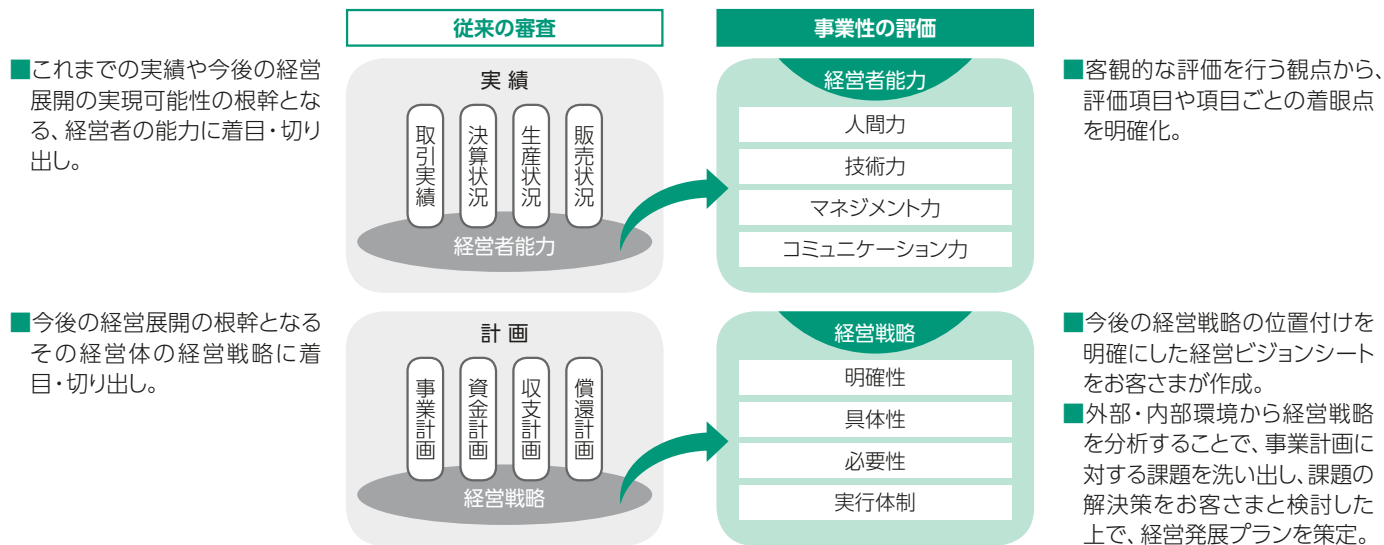 従来の審査
事業性の評価
■これまでの実績や今後の経営
展開の実現可能性の根幹とな
る、経営者の能力に着目・切り
出し。
実 績
取引実績
決算状況
生産状況
販売状況
経営者能力
経営者能力
人間力
技術力
マネジメント力
コミュニケーション力
■客観的な評価を行う観点から、
評価項目や項目ごとの着眼点
を明確化。
■今後の経営展開の根幹となる
その経営体の経営戦略に着
目・切り出し。
計 画
事業計画
資金計画
収支計画
償還計画
経営戦略
経営戦略
明確性
具体性
必要性
実行体制
■今後の経営戦略の位置付けを
明確にした経営ビジョンシート
をお客さまが作成。
■外部・内部環境から経営戦略
を分析することで、事業計画に
対する課題を洗い出し、課題の
解決策をお客さまと検討した
上で、経営発展プランを策定。